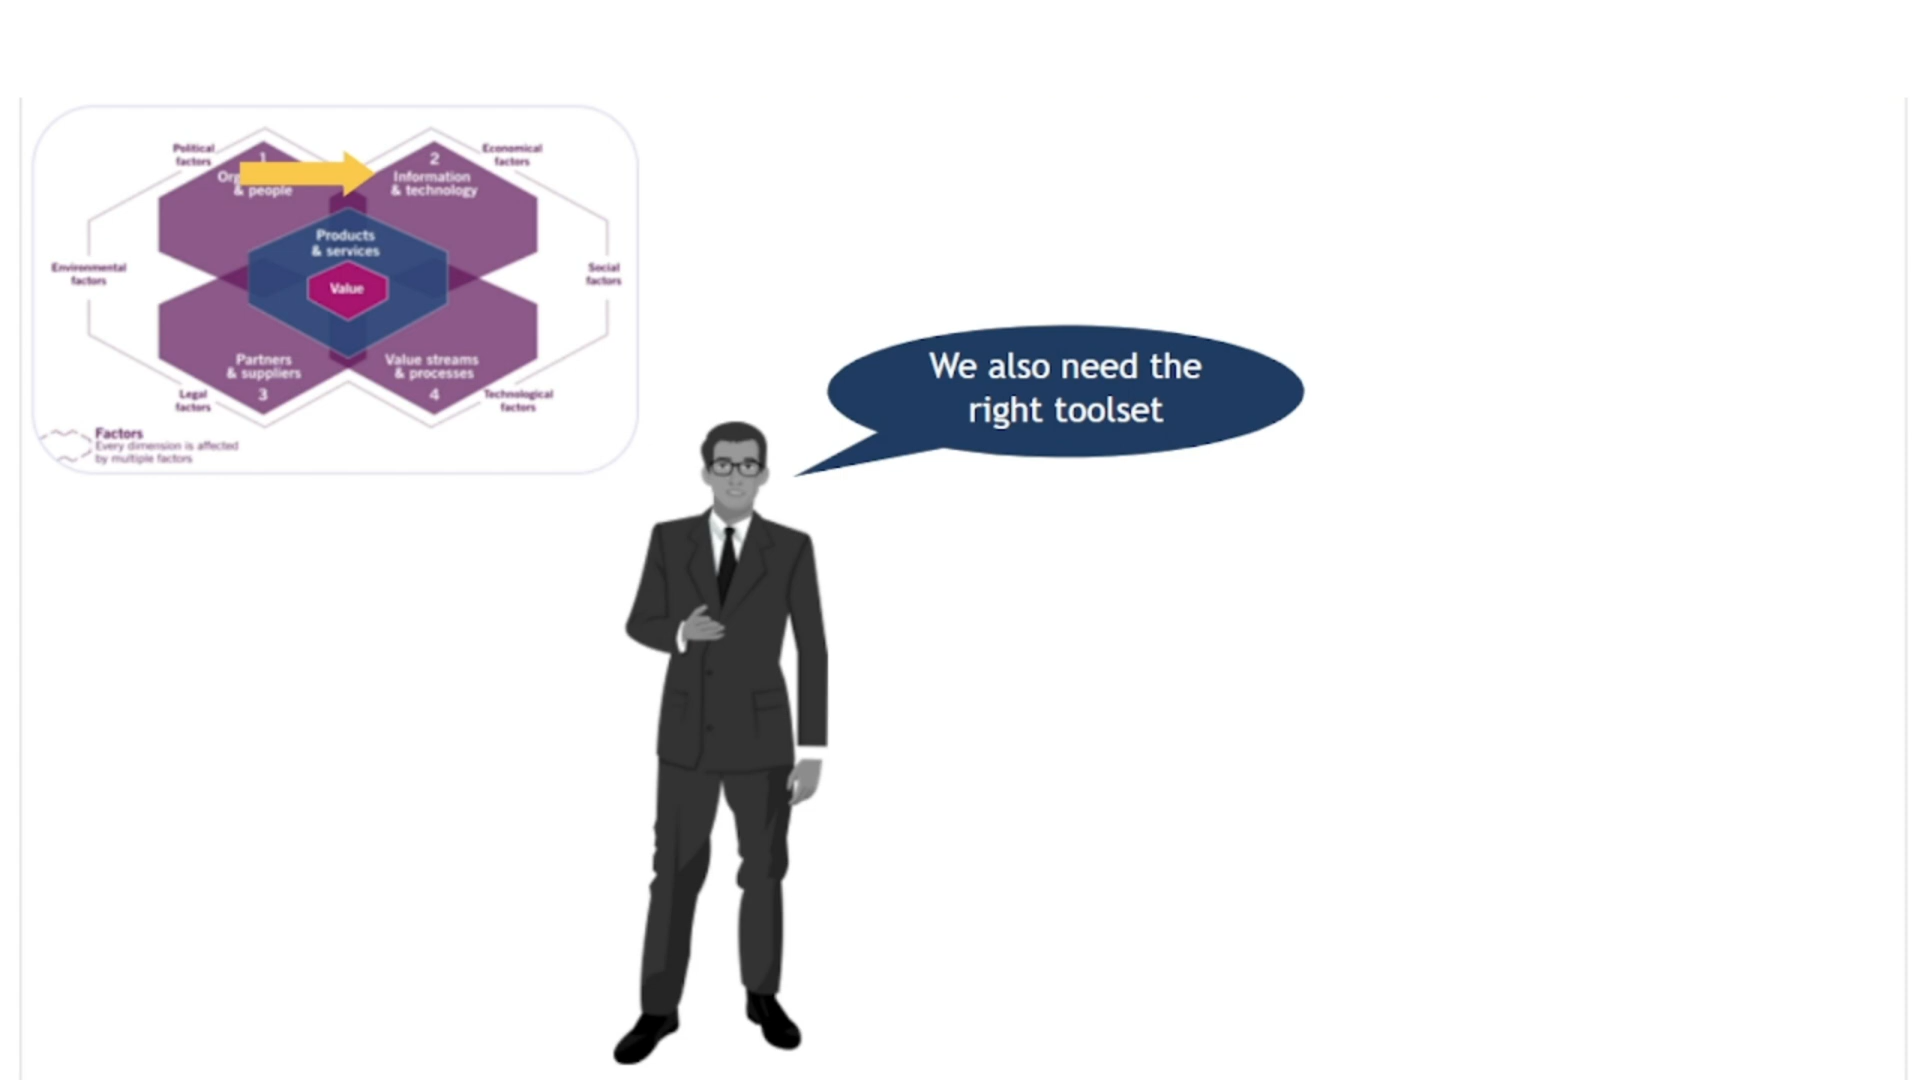 Political
factors
1
& people
2
Information
& technology
Economical
factors
Products
& services
Value
Environmental
factors
Social
factors
Partners
& suppliers
3
Value streams
& processes
4
Legal
factors
Technological
factors
Factors
Every dimension is affected
by multiple factors
We also need the
right toolset